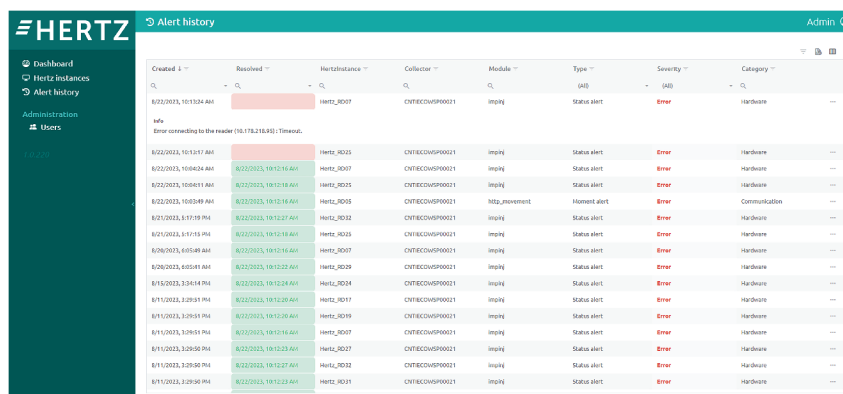 HERTZ
Alert history
Admin
Dashboard
Hertz instances
Alert history
Administration
Users
Created Resolved HertzInstance Collector Module Type Severity Category
(All) (All)
8/22/2023, 10:13:24 AM Hertz_RD07 CNTIECOWSP00021 impinj Status alert Error Hardware
Info
Error connecting to the reader (10.178.218.95) : Timeout.
8/22/2023, 10:13:17 AM Hertz_RD25 CNTIECOWSP00021 impinj Status alert Error Hardware
8/22/2023, 10:04:24 AM 8/22/2023, 10:12:16 AM Hertz_RD07 CNTIECOWSP00021 impinj Status alert Error Hardware
8/22/2023, 10:04:11 AM 8/22/2023, 10:12:18 AM Hertz_RD25 CNTIECOWSP00021 impinj Status alert Error Hardware
8/22/2023, 10:03:49 AM 8/22/2023, 10:12:16 AM Hertz_RD05 CNTIECOWSP00021 http_movement Moment alert Error Communication
8/21/2023, 5:17:19 PM 8/22/2023, 10:12:27 AM Hertz_RD32 CNTIECOWSP00021 impinj Status alert Error Hardware
8/21/2023, 5:17:15 PM 8/22/2023, 10:12:18 AM Hertz_RD25 CNTIECOWSP00021 impinj Status alert Error Hardware
8/20/2023, 6:05:49 AM 8/22/2023, 10:12:16 AM Hertz_RD07 CNTIECOWSP00021 impinj Status alert Error Hardware
8/20/2023, 6:05:41 AM 8/22/2023, 10:12:22 AM Hertz_RD29 CNTIECOWSP00021 impinj Status alert Error Hardware
8/15/2023, 3:34:14 PM 8/22/2023, 10:12:24 AM Hertz_RD24 CNTIECOWSP00021 impinj Status alert Error Hardware
8/11/2023, 3:29:51 PM 8/22/2023, 10:12:20 AM Hertz_RD17 CNTIECOWSP00021 impinj Status alert Error Hardware
8/11/2023, 3:29:51 PM 8/22/2023, 10:12:20 AM Hertz_RD19 CNTIECOWSP00021 impinj Status alert Error Hardware
8/11/2023, 3:29:51 PM 8/22/2023, 10:12:16 AM Hertz_RD07 CNTIECOWSP00021 impinj Status alert Error Hardware
8/11/2023, 3:29:50 PM 8/22/2023, 10:12:23 AM Hertz_RD27 CNTIECOWSP00021 impinj Status alert Error Hardware
8/11/2023, 3:29:50 PM 8/22/2023, 10:12:27 AM Hertz_RD32 CNTIECOWSP00021 impinj Status alert Error Hardware
8/11/2023, 3:29:50 PM 8/22/2023, 10:12:23 AM Hertz_RD31 CNTIECOWSP00021 impinj Status alert Error Hardware